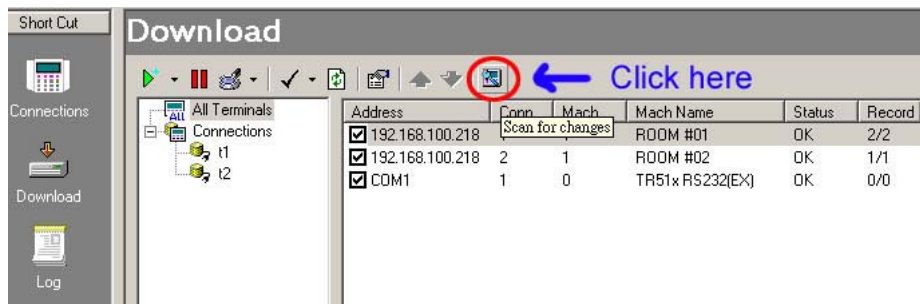 Short Cut
Download
Click here
Connections
Download
Log
All Terminals
Connections
t1
t2
Address Conn Mach Mach Name Status Record
Scan for changes
192.168.100.218 ROOM #01 OK 2/2
192.168.100.218 2 1 ROOM #02 OK 1/1
COM1 1 0 TR51x RS232(EX) OK 0/0